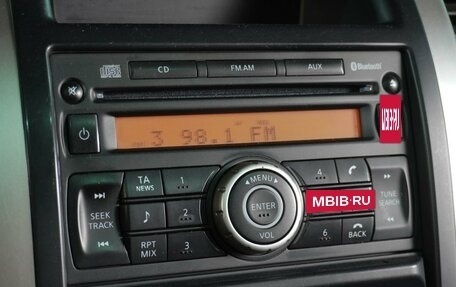 CD
FM AM
AUX
Bluetooth
3 98.1 FM
TA
NEWS
1
MENU
4
SEEK
TRACK
♪
2
ENTER
MBIB.RU
TUNE
SEARCH
RPT
MIX
3
VOL
6
BACK